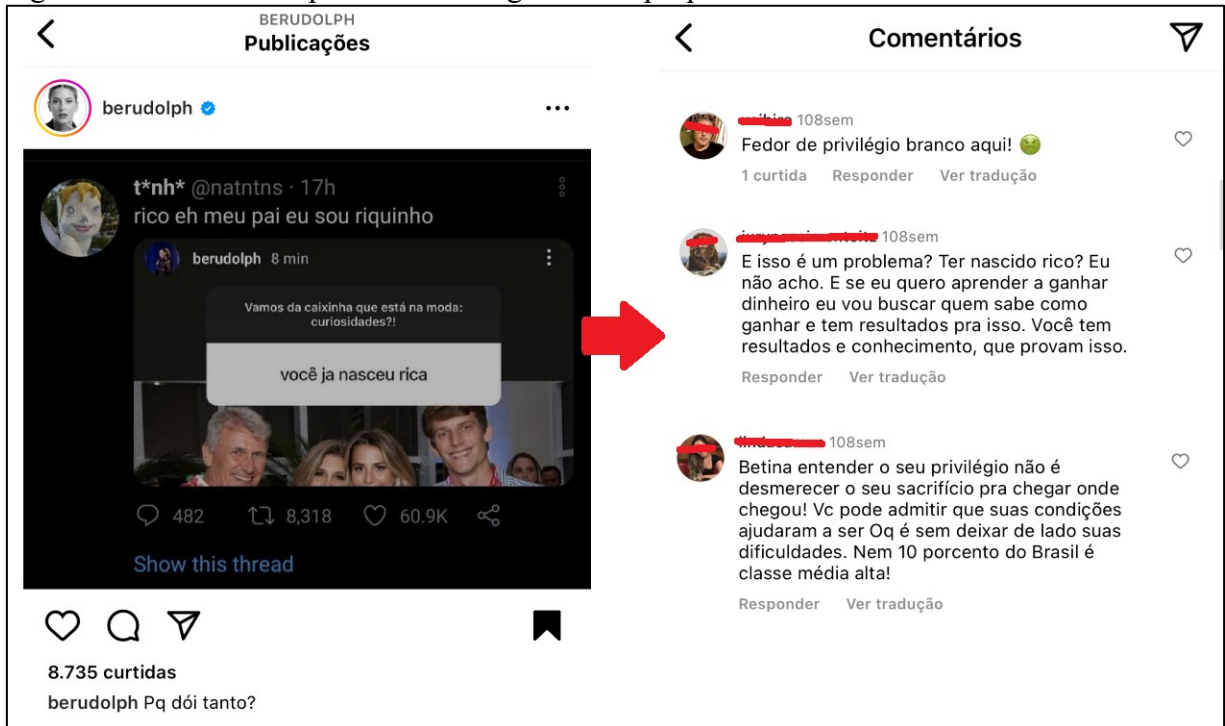 BERUDOLPH
Publicações
berudolph
t*nh* @natntns · 17h
rico eh meu pai eu sou riquinho
berudolph 8 min
Vamos da caixinha que está na moda:
curiosidades?!
você ja nasceu rica
482 8,318 60.9K
Show this thread
8.735 curtidas
berudolph Pq dói tanto?
Comentários
108sem
Fedor de privilégio branco aqui! 🤢
1 curtida Responder Ver tradução
108sem
E isso é um problema? Ter nascido rico? Eu
não acho. E se eu quero aprender a ganhar
dinheiro eu vou buscar quem sabe como
ganhar e tem resultados pra isso. Você tem
resultados e conhecimento, que provam isso.
Responder Ver tradução
108sem
Betina entender o seu privilégio não é
desmerecer o seu sacrifício pra chegar onde
chegou! Vc pode admitir que suas condições
ajudaram a ser Oq é sem deixar de lado suas
dificuldades. Nem 10 porcento do Brasil é
classe média alta!
Responder Ver tradução